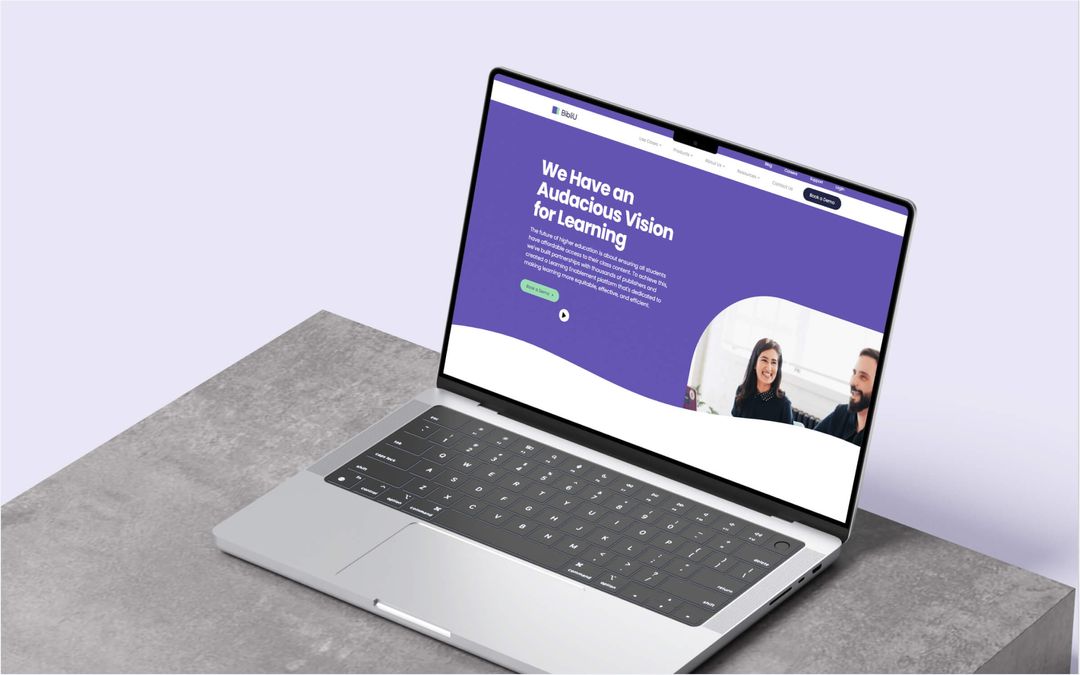 BibliU
Blog Careers Support Login
Use Cases Products About Us Resources Contact Us Book a Demo
We Have an
Audacious Vision
for Learning
The future of higher education is about ensuring all students
have affordable access to their class content. To achieve this,
we've built partnerships with thousands of publishers and
created a Learning Enablement platform that's dedicated to
making learning more equitable, effective, and efficient.
Book a Demo
esc
tab Q W E R T Y U I O P
caps lock A S D F G H J K L
shift Z X C V B N M
fn control option command command option
delete
return
shift